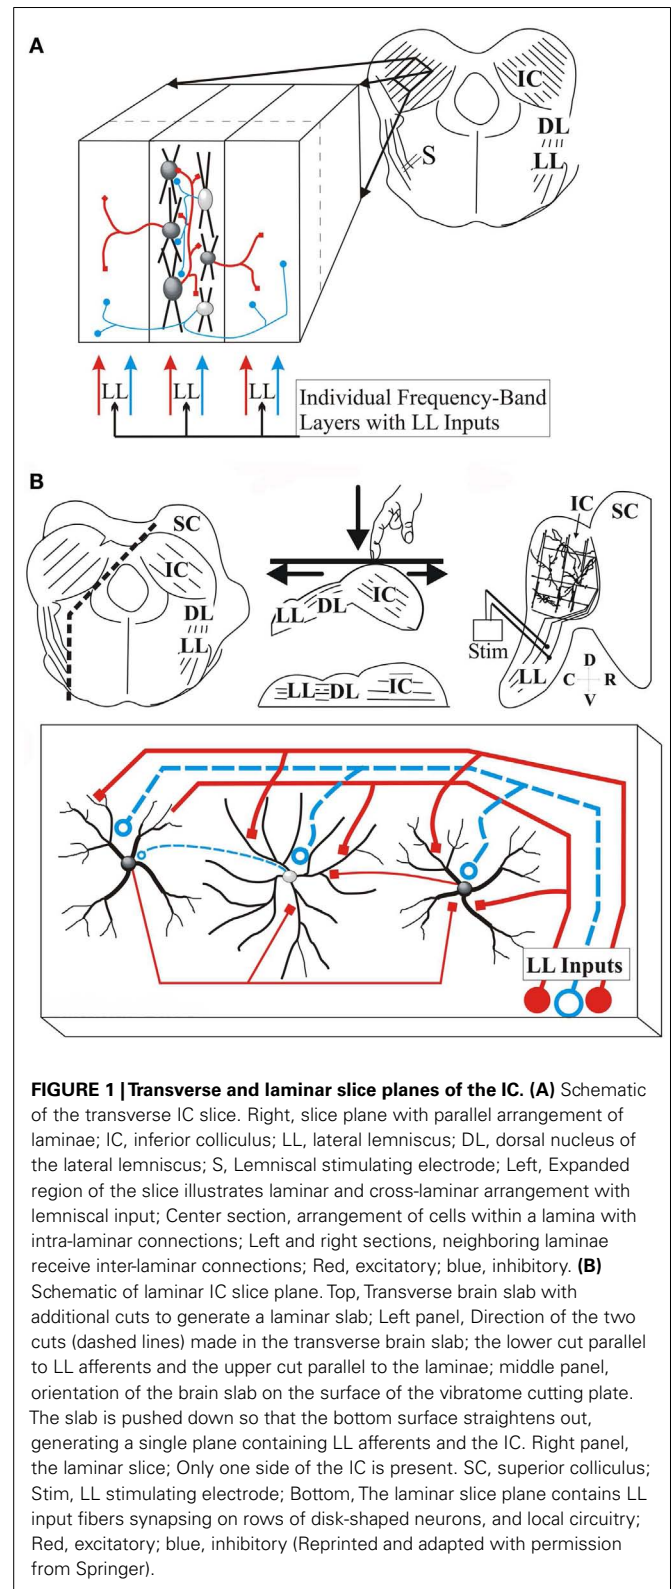 A
IC
DL
LL
S
LL LL LL
Individual Frequency-Band
Layers with LL Inputs
B
SC
IC
DL
LL
LL DL IC
LL DL IC
IC SC
Stim
LL
D
C R
V
LL Inputs
FIGURE 1 | Transverse and laminar slice planes of the IC. (A) Schematic
of the transverse IC slice. Right, slice plane with parallel arrangement of
laminae; IC, inferior colliculus; LL, lateral lemniscus; DL, dorsal nucleus of
the lateral lemniscus; S, Lemniscal stimulating electrode; Left, Expanded
region of the slice illustrates laminar and cross-laminar arrangement with
lemniscal input; Center section, arrangement of cells within a lamina with
intra-laminar connections; Left and right sections, neighboring laminae
receive inter-laminar connections; Red, excitatory; blue, inhibitory. (B)
Schematic of laminar IC slice plane. Top, Transverse brain slab with
additional cuts to generate a laminar slab; Left panel, Direction of the two
cuts (dashed lines) made in the transverse brain slab; the lower cut parallel
to LL afferents and the upper cut parallel to the laminae; middle panel,
orientation of the brain slab on the surface of the vibratome cutting plate.
The slab is pushed down so that the bottom surface straightens out,
generating a single plane containing LL afferents and the IC. Right panel,
the laminar slice; Only one side of the IC is present. SC, superior colliculus;
Stim, LL stimulating electrode; Bottom, The laminar slice plane contains LL
input fibers synapsing on rows of disk-shaped neurons, and local circuitry;
Red, excitatory; blue, inhibitory (Reprinted and adapted with permission
from Springer).